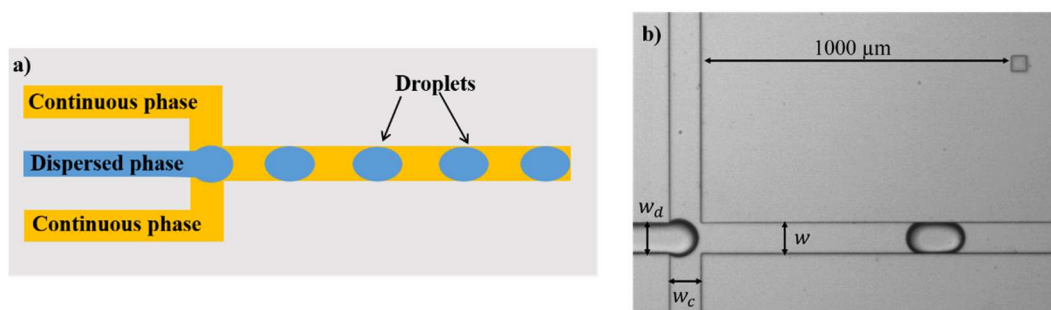 a)
Droplets
Continuous phase
Dispersed phase
Continuous phase
b)
1000 μm
w_d
w
w_c